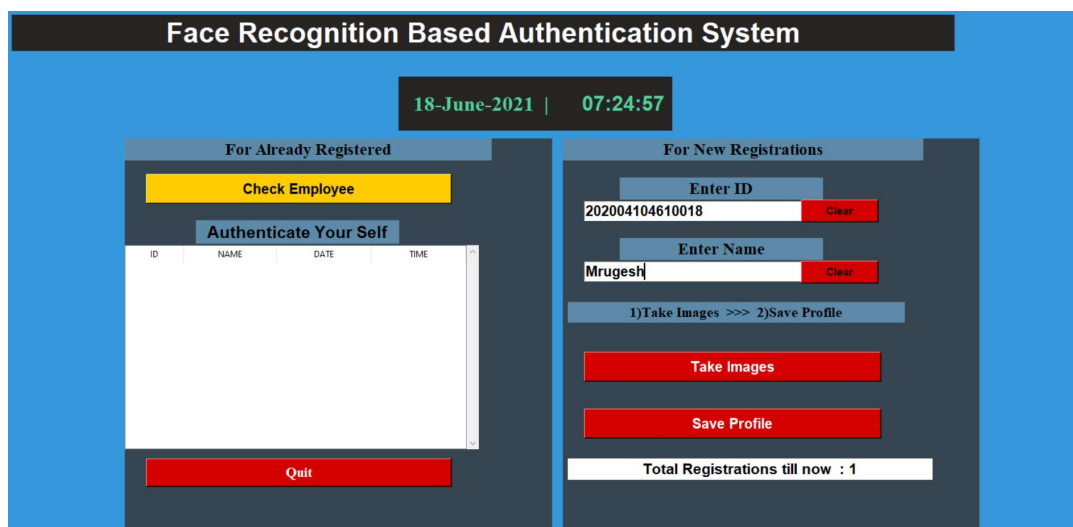 Face Recognition Based Authentication System
18-June-2021 | 07:24:57
For Already Registered
Check Employee
Authenticate Your Self
ID NAME DATE TIME
Quit
For New Registrations
Enter ID
202004104610018 Clear
Enter Name
Mrugesh Clear
1)Take Images >>> 2)Save Profile
Take Images
Save Profile
Total Registrations till now : 1